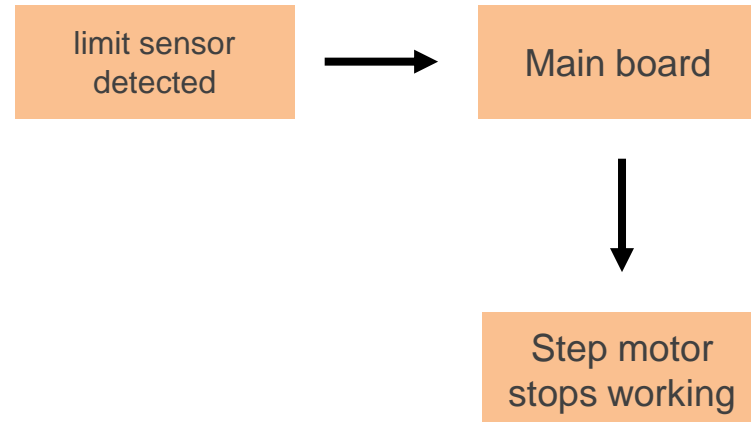 limit sensor
detected
Main board
Step motor
stops working